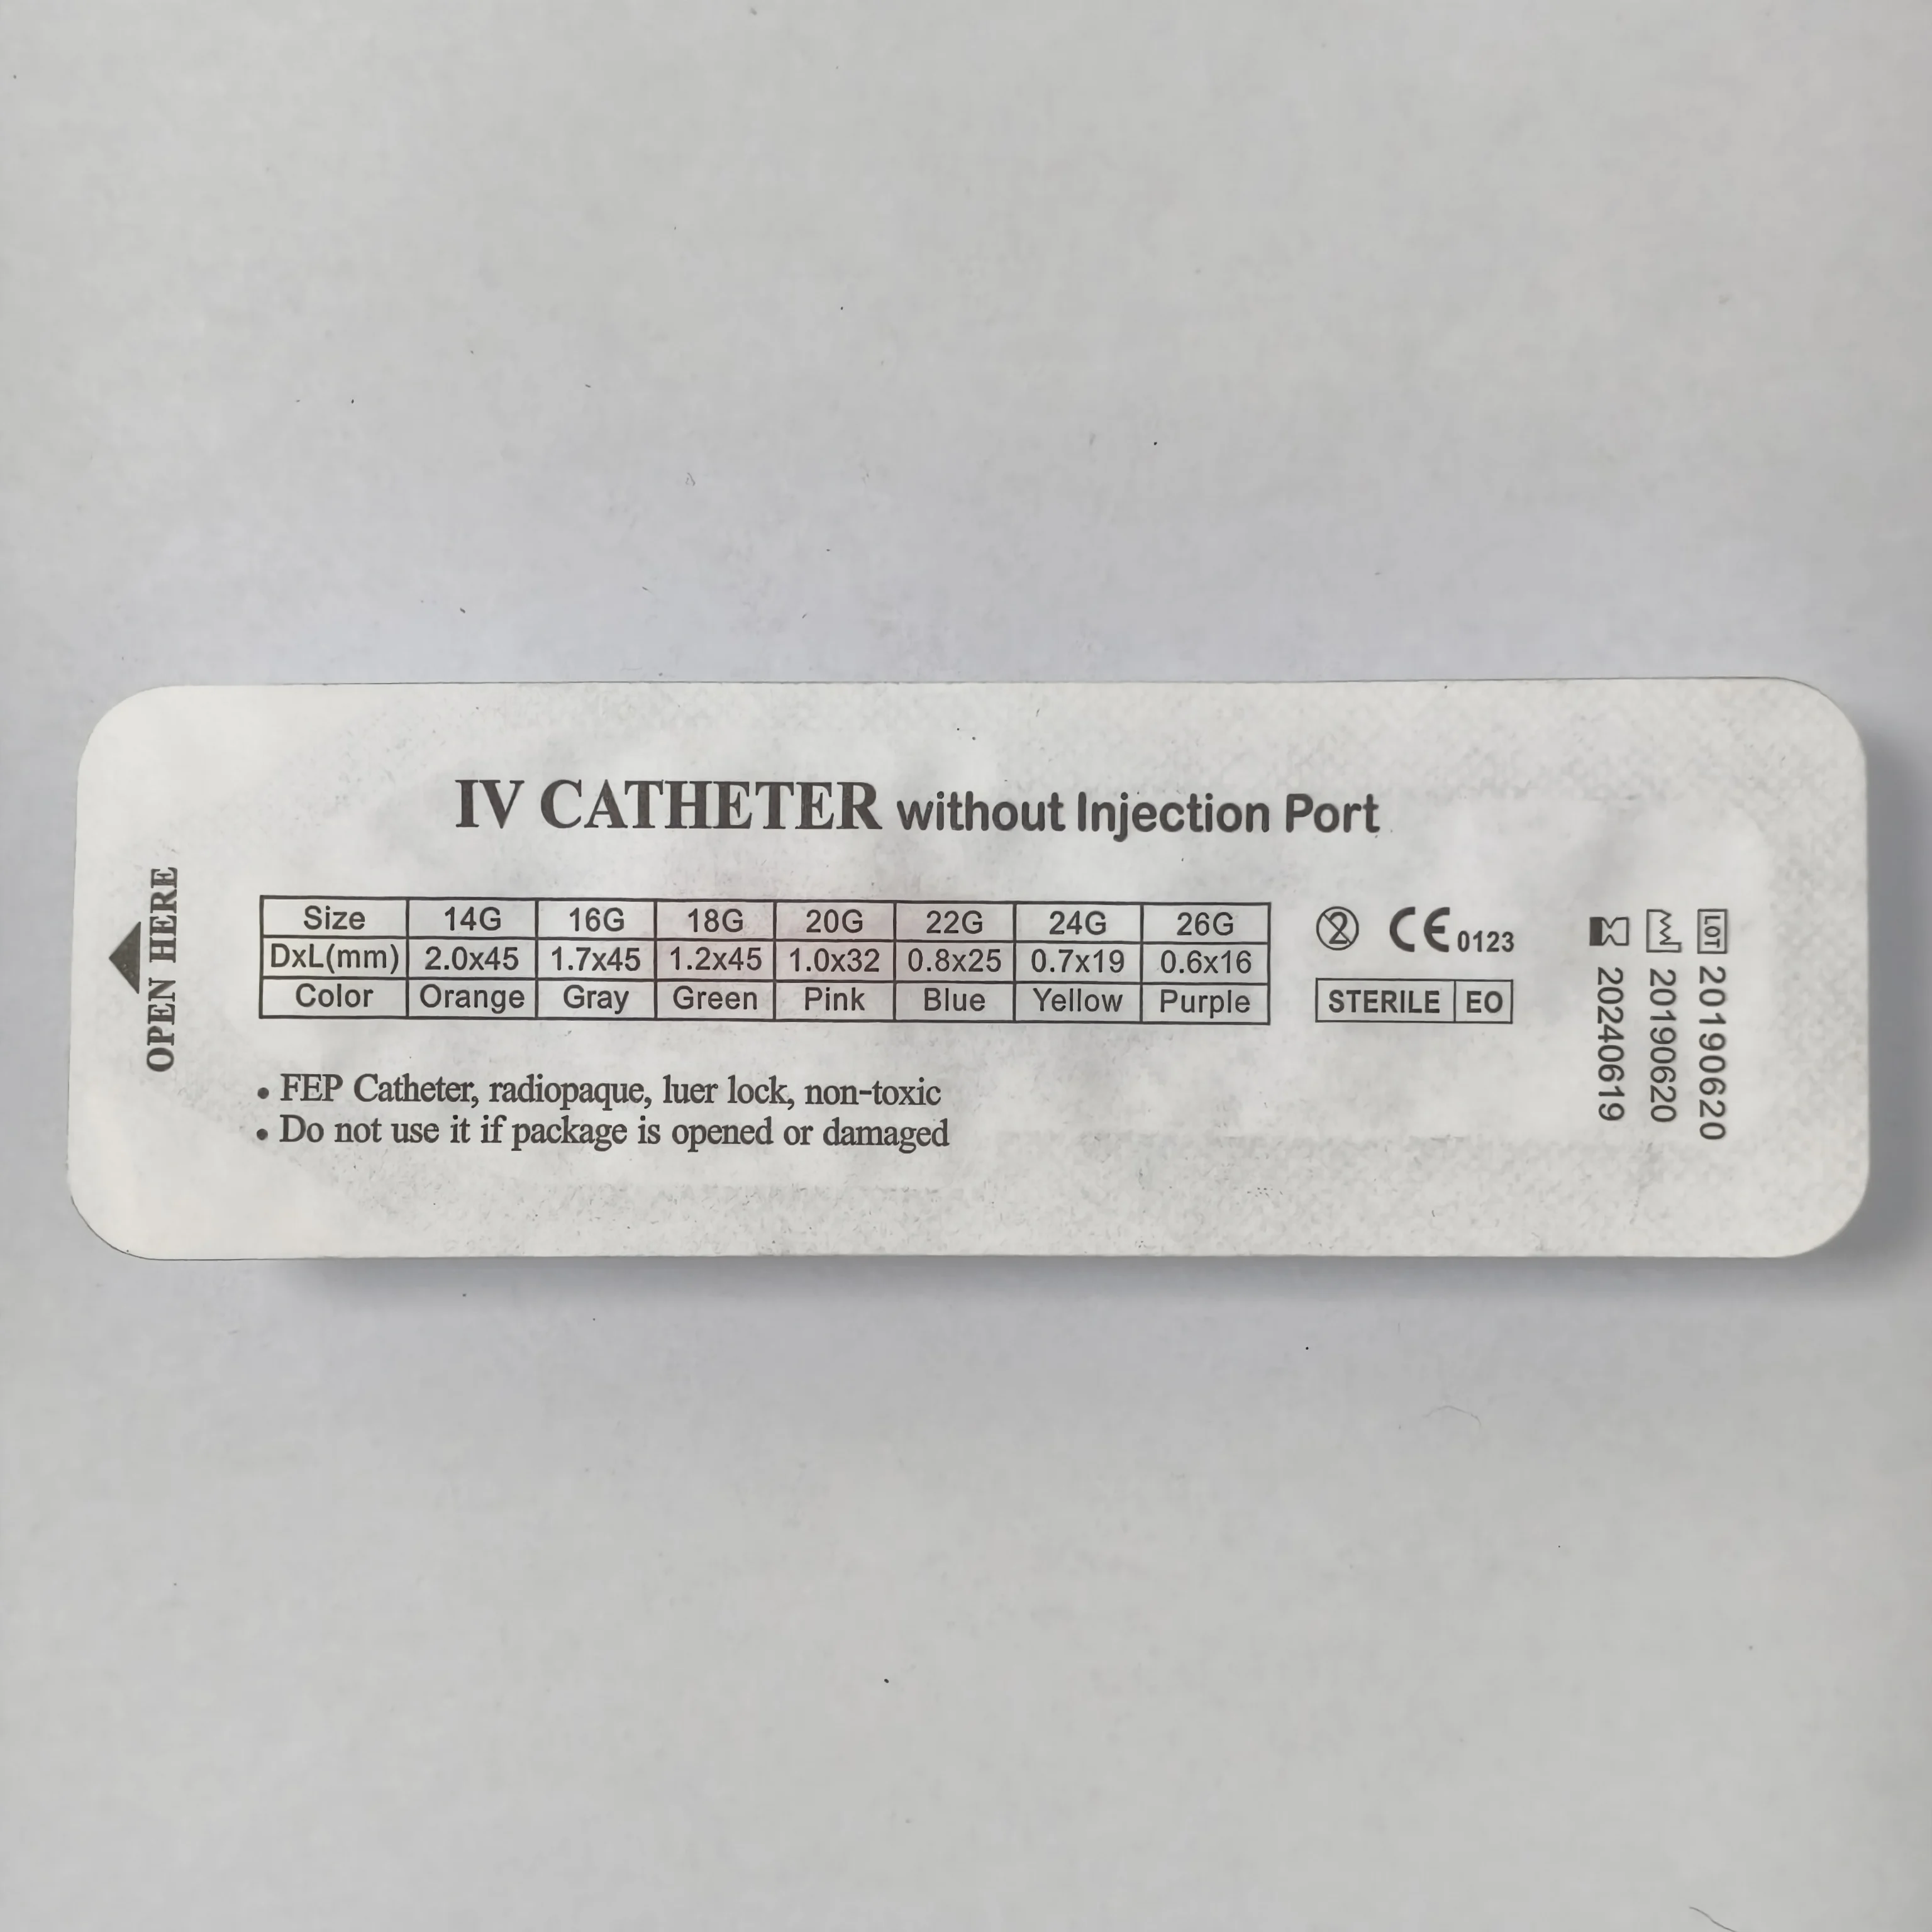 IV CATHETER without Injection Port
OPEN HERE
Size 14G 16G 18G 20G 22G 24G 26G
DxL(mm) 2.0x45 1.7x45 1.2x45 1.0x32 0.8x25 0.7x19 0.6x16
Color Orange Gray Green Pink Blue Yellow Purple
2 CE 0123
STERILE EO
• FEP Catheter, radiopaque, luer lock, non-toxic
• Do not use it if package is opened or damaged
LOT 20190620
20190620
20240619